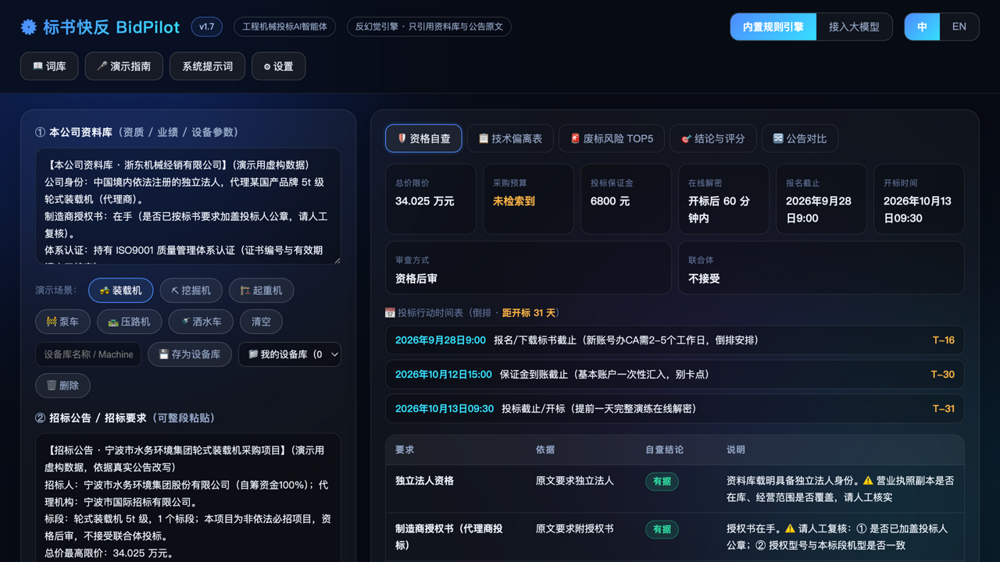 标书快反 BidPilot
v1.7
工程机械投标AI智能体
反幻觉引擎 · 只引用资料库与公告原文
内置规则引擎
接入大模型
中
EN
词库
演示指南
系统提示词
设置
① 本公司资料库（资质 / 业绩 / 设备参数）
【本公司资料库 · 浙东机械经销有限公司】(演示用虚构数据)
公司身份：中国境内依法注册的独立法人，代理某国产品牌 5t 级
轮式装载机（代理商）。
制造商授权书：在手（是否已按标书要求加盖投标人公章，请人工
复核）。
体系认证：持有 ISO9001 质量管理体系认证（证书编号与有效期
演示场景：
装载机
挖掘机
起重机
泵车
压路机
洒水车
清空
设备库名称 / Machine
存为设备库
我的设备库（0
删除
② 招标公告 / 招标要求（可整段粘贴）
【招标公告 · 宁波市水务环境集团轮式装载机采购项目】(演示用
虚构数据，依据真实公告改写)
招标人：宁波市水务环境集团股份有限公司（自筹资金100%）；代
理机构：宁波市国际招标有限公司。
标段：轮式装载机 5t 级，1 个标段；本项目为非依法必招项目，资
格后审，不接受联合体投标。
总价最高限价：34.025 万元。
资格自查
技术偏离表
废标风险 TOP5
结论与评分
公告对比
总价限价
34.025 万元
采购预算
未检索到
投标保证金
6800 元
在线解密
开标后 60 分
钟内
报名截止
2026年9月28
日9:00
开标时间
2026年10月13
日09:30
审查方式
资格后审
联合体
不接受
投标行动时间表（倒排 · 距开标 31 天）
2026年9月28日9:00 报名/下载标书截止（新账号办CA需2-5个工作日，倒排安排） T-16
2026年10月12日15:00 保证金到账截止（基本账户一次性汇入，别卡点） T-30
2026年10月13日09:30 投标截止/开标（提前一天完整演练在线解密） T-31
要求 依据 自查结论 说明
独立法人资格 原文要求独立法人 有据 资料库载明具备独立法人身份。⚠️ 营业执照副本是否
在库、经营范围是否覆盖，请人工核实
制造商授权书（代理商投 原文要求附授权书 有据 授权书在手。⚠️ 请人工复核：① 是否已加盖投标人
标） 公章；② 授权型号与本标段机型是否一致